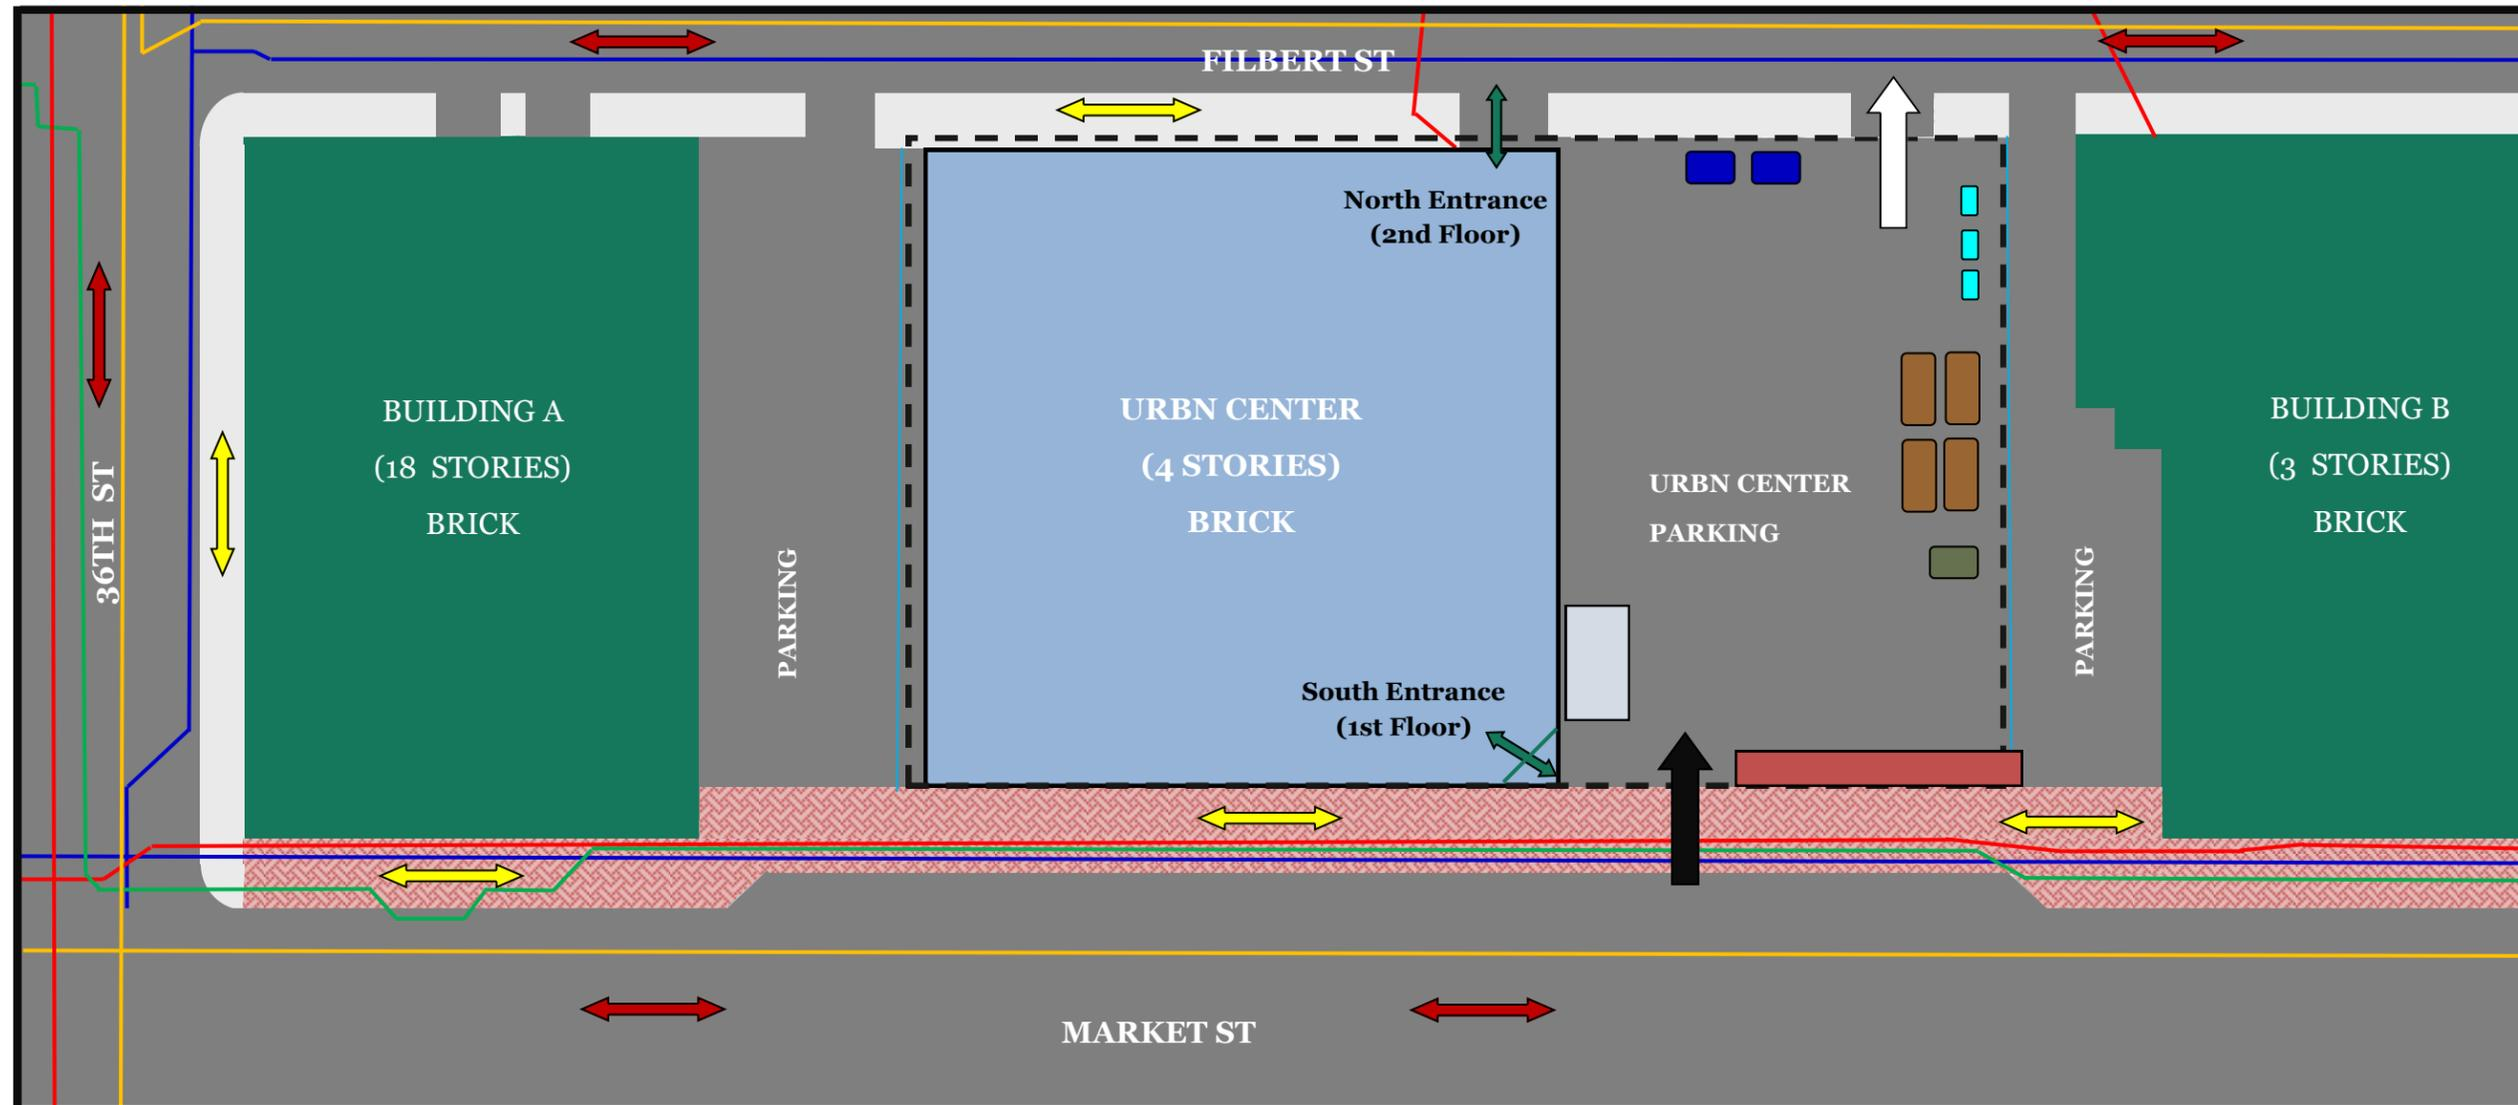 FILBERT ST
North Entrance
(2nd Floor)
36TH ST
BUILDING A
(18 STORIES)
BRICK
PARKING
URBN CENTER
(4 STORIES)
BRICK
URBN CENTER
PARKING
PARKING
BUILDING B
(3 STORIES)
BRICK
South Entrance
(1st Floor)
MARKET ST